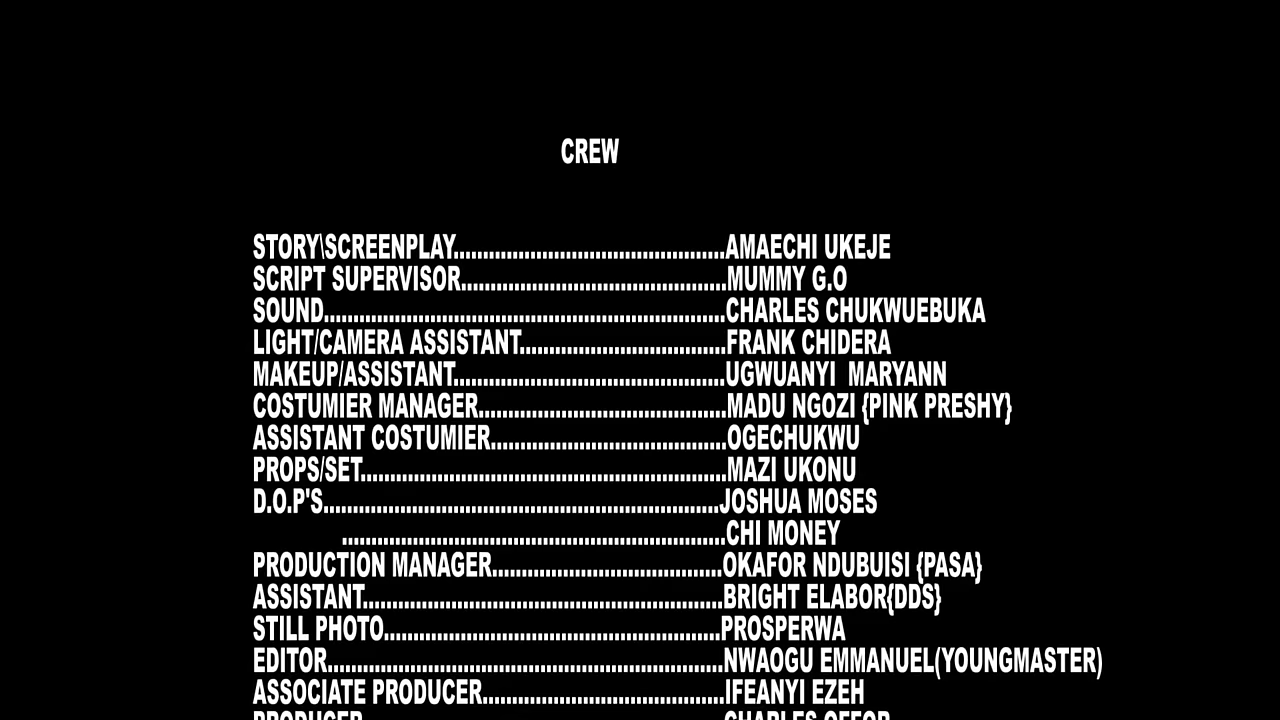 CREW
STORY\SCREENPLAY..............................................AMAECHI UKEJE
SCRIPT SUPERVISOR.............................................MUMMY G.O
SOUND....................................................................CHARLES CHUKWUEBUKA
LIGHT/CAMERA ASSISTANT...................................FRANK CHIDERA
MAKEUP/ASSISTANT..............................................UGWUANYI  MARYANN
COSTUMIER MANAGER..........................................MADU NGOZI {PINK PRESHY}
ASSISTANT COSTUMIER........................................OGECHUKWU
PROPS/SET..............................................................MAZI UKONU
D.O.P'S...................................................................JOSHUA MOSES
.................................................................CHI MONEY
PRODUCTION MANAGER.......................................OKAFOR NDUBUISI {PASA}
ASSISTANT.............................................................BRIGHT ELABOR{DDS}
STILL PHOTO.........................................................PROSPERWA
EDITOR...................................................................NWAOGU EMMANUEL(YOUNGMASTER)
ASSOCIATE PRODUCER.........................................IFEANYI EZEH
PRODUCER.............................................................CHARLES OFFOR